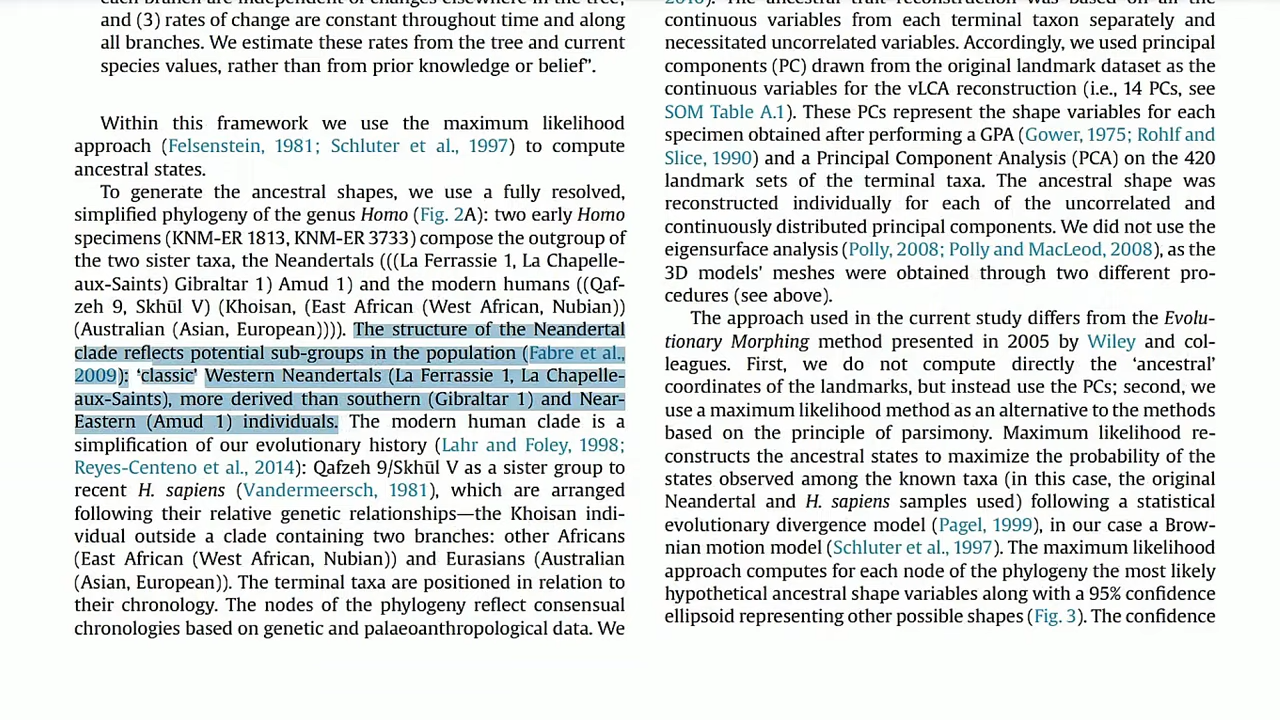 each branch are independent of changes elsewhere in the tree;
and (3) rates of change are constant throughout time and along
all branches. We estimate these rates from the tree and current
species values, rather than from prior knowledge or belief”.
Within this framework we use the maximum likelihood
approach (Felsenstein, 1981; Schluter et al., 1997) to compute
ancestral states.
To generate the ancestral shapes, we use a fully resolved,
simplified phylogeny of the genus Homo (Fig. 2A): two early Homo
specimens (KNM-ER 1813, KNM-ER 3733) compose the outgroup of
the two sister taxa, the Neandertals (((La Ferrassie 1, La Chapelle-
aux-Saints) Gibraltar 1) Amud 1) and the modern humans ((Qaf-
zeh 9, Skhūl V) (Khoisan, (East African (West African, Nubian))
(Australian (Asian, European)))). The structure of the Neandertal
clade reflects potential sub-groups in the population (Fabre et al.,
2009); ‘classic’ Western Neandertals (La Ferrassie 1, La Chapelle-
aux-Saints), more derived than southern (Gibraltar 1) and Near-
Eastern (Amud 1) individuals. The modern human clade is a
simplification of our evolutionary history (Lahr and Foley, 1998;
Reyes-Centeno et al., 2014): Qafzeh 9/Skhūl V as a sister group to
recent H. sapiens (Vandermeersch, 1981), which are arranged
following their relative genetic relationships—the Khoisan indi-
vidual outside a clade containing two branches: other Africans
(East African (West African, Nubian)) and Eurasians (Australian
(Asian, European)). The terminal taxa are positioned in relation to
their chronology. The nodes of the phylogeny reflect consensual
chronologies based on genetic and palaeoanthropological data. We
The ancestral trait reconstruction was based on all the
continuous variables from each terminal taxon separately and
necessitated uncorrelated variables. Accordingly, we used principal
components (PC) drawn from the original landmark dataset as the
continuous variables for the vLCA reconstruction (i.e., 14 PCs, see
SOM Table A.1). These PCs represent the shape variables for each
specimen obtained after performing a GPA (Gower, 1975; Rohlf and
Slice, 1990) and a Principal Component Analysis (PCA) on the 420
landmark sets of the terminal taxa. The ancestral shape was
reconstructed individually for each of the uncorrelated and
continuously distributed principal components. We did not use the
eigensurface analysis (Polly, 2008; Polly and MacLeod, 2008), as the
3D models’ meshes were obtained through two different pro-
cedures (see above).
The approach used in the current study differs from the Evolu-
tionary Morphing method presented in 2005 by Wiley and col-
leagues. First, we do not compute directly the ‘ancestral’
coordinates of the landmarks, but instead use the PCs; second, we
use a maximum likelihood method as an alternative to the methods
based on the principle of parsimony. Maximum likelihood re-
constructs the ancestral states to maximize the probability of the
states observed among the known taxa (in this case, the original
Neandertal and H. sapiens samples used) following a statistical
evolutionary divergence model (Pagel, 1999), in our case a Brow-
nian motion model (Schluter et al., 1997). The maximum likelihood
approach computes for each node of the phylogeny the most likely
hypothetical ancestral shape variables along with a 95% confidence
ellipsoid representing other possible shapes (Fig. 3). The confidence